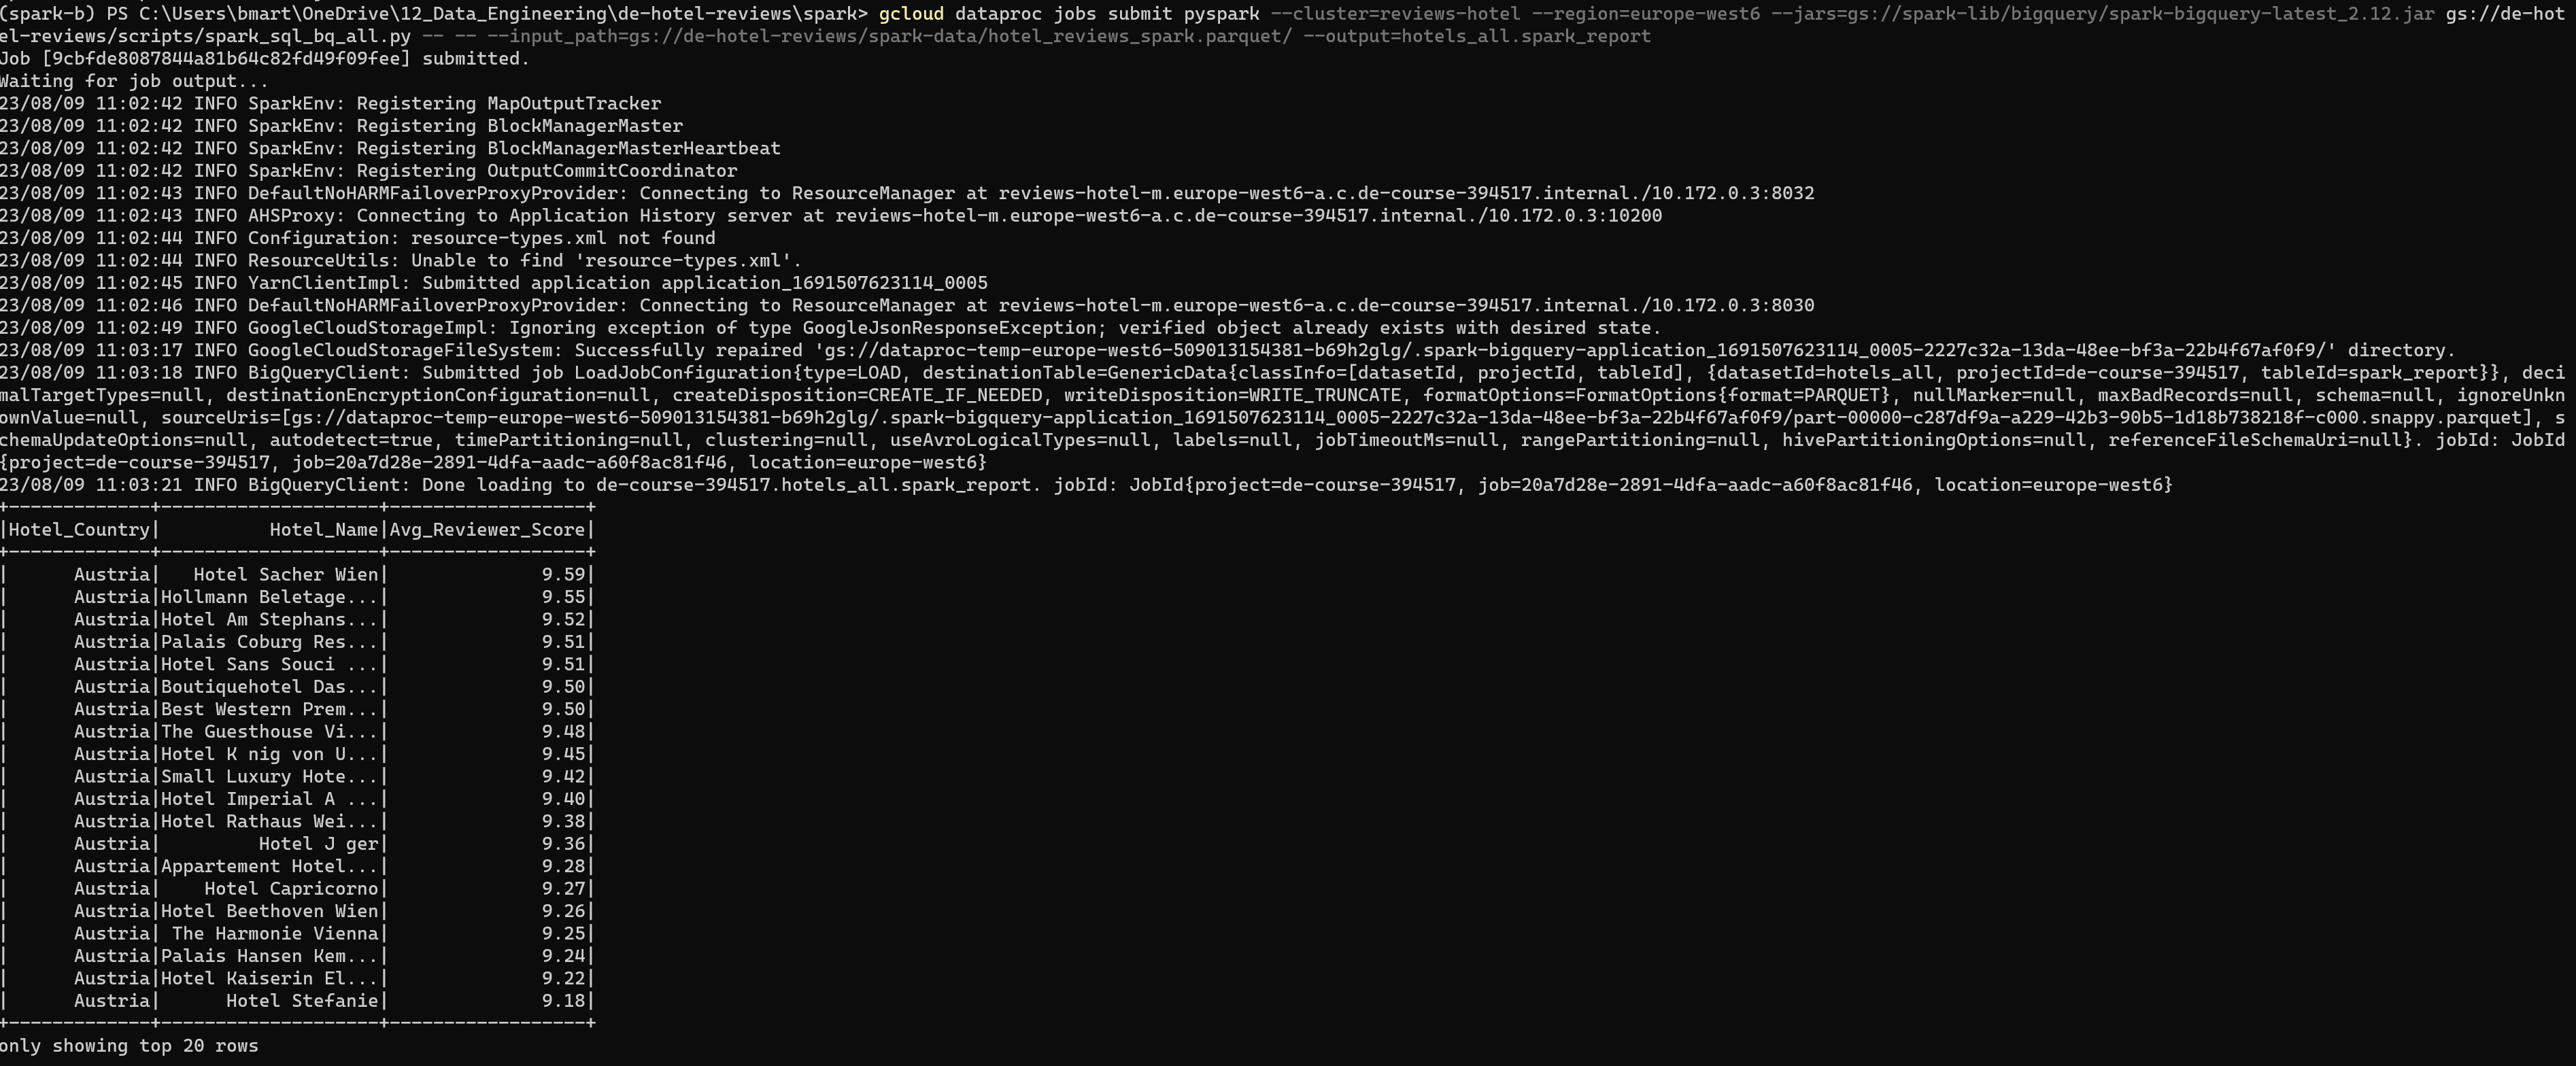 (spark-b) PS C:\Users\bmart\OneDrive\12_Data_Engineering\de-hotel-reviews\spark> gcloud dataproc jobs submit pyspark --cluster=reviews-hotel --region=europe-west6 --jars=gs://spark-lib/bigquery/spark-bigquery-latest_2.12.jar gs://de-hot
el-reviews/scripts/spark_sql_bq_all.py -- -- --input_path=gs://de-hotel-reviews/spark-data/hotel_reviews_spark.parquet/ --output=hotels_all.spark_report
Job [9cbfde8087844a81b64c82fd49f09fee] submitted.
Waiting for job output...
23/08/09 11:02:42 INFO SparkEnv: Registering MapOutputTracker
23/08/09 11:02:42 INFO SparkEnv: Registering BlockManagerMaster
23/08/09 11:02:42 INFO SparkEnv: Registering BlockManagerMasterHeartbeat
23/08/09 11:02:42 INFO SparkEnv: Registering OutputCommitCoordinator
23/08/09 11:02:43 INFO DefaultNoHARMFailoverProxyProvider: Connecting to ResourceManager at reviews-hotel-m.europe-west6-a.c.de-course-394517.internal./10.172.0.3:8032
23/08/09 11:02:43 INFO AHSProxy: Connecting to Application History server at reviews-hotel-m.europe-west6-a.c.de-course-394517.internal./10.172.0.3:10200
23/08/09 11:02:44 INFO Configuration: resource-types.xml not found
23/08/09 11:02:44 INFO ResourceUtils: Unable to find 'resource-types.xml'.
23/08/09 11:02:45 INFO YarnClientImpl: Submitted application application_1691507623114_0005
23/08/09 11:02:46 INFO DefaultNoHARMFailoverProxyProvider: Connecting to ResourceManager at reviews-hotel-m.europe-west6-a.c.de-course-394517.internal./10.172.0.3:8030
23/08/09 11:02:49 INFO GoogleCloudStorageImpl: Ignoring exception of type GoogleJsonResponseException; verified object already exists with desired state.
23/08/09 11:03:17 INFO GoogleCloudStorageFileSystem: Successfully repaired 'gs://dataproc-temp-europe-west6-509013154381-b69h2glg/.spark-bigquery-application_1691507623114_0005-2227c32a-13da-48ee-bf3a-22b4f67af0f9/' directory.
23/08/09 11:03:18 INFO BigQueryClient: Submitted job LoadJobConfiguration{type=LOAD, destinationTable=GenericData{classInfo=[datasetId, projectId, tableId], {datasetId=hotels_all, projectId=de-course-394517, tableId=spark_report}}, deci
malTargetTypes=null, destinationEncryptionConfiguration=null, createDisposition=CREATE_IF_NEEDED, writeDisposition=WRITE_TRUNCATE, formatOptions=FormatOptions{format=PARQUET}, nullMarker=null, maxBadRecords=null, schema=null, ignoreUnkn
ownValue=null, sourceUris=[gs://dataproc-temp-europe-west6-509013154381-b69h2glg/.spark-bigquery-application_1691507623114_0005-2227c32a-13da-48ee-bf3a-22b4f67af0f9/part-00000-c287df9a-a229-42b3-90b5-1d18b738218f-c000.snappy.parquet], s
chemaUpdateOptions=null, autodetect=true, timePartitioning=null, clustering=null, useAvroLogicalTypes=null, labels=null, jobTimeoutMs=null, rangePartitioning=null, hivePartitioningOptions=null, referenceFileSchemaUri=null}. jobId: JobId
{project=de-course-394517, job=20a7d28e-2891-4dfa-aadc-a60f8ac81f46, location=europe-west6}
23/08/09 11:03:21 INFO BigQueryClient: Done loading to de-course-394517.hotels_all.spark_report. jobId: JobId{project=de-course-394517, job=20a7d28e-2891-4dfa-aadc-a60f8ac81f46, location=europe-west6}
+-------------+--------------------+------------------+
|Hotel_Country|          Hotel_Name|Avg_Reviewer_Score|
+-------------+--------------------+------------------+
|      Austria|   Hotel Sacher Wien|              9.59|
|      Austria|Hollmann Beletage...|              9.55|
|      Austria|Hotel Am Stephans...|              9.52|
|      Austria|Palais Coburg Res...|              9.51|
|      Austria|Hotel Sans Souci ...|              9.51|
|      Austria|Boutiquehotel Das...|              9.50|
|      Austria|Best Western Prem...|              9.50|
|      Austria|The Guesthouse Vi...|              9.48|
|      Austria|Hotel K nig von U...|              9.45|
|      Austria|Small Luxury Hote...|              9.42|
|      Austria|Hotel Imperial A ...|              9.40|
|      Austria|Hotel Rathaus Wei...|              9.38|
|      Austria|         Hotel J ger|              9.36|
|      Austria|Appartement Hotel...|              9.28|
|      Austria|    Hotel Capricorno|              9.27|
|      Austria|Hotel Beethoven Wien|              9.26|
|      Austria| The Harmonie Vienna|              9.25|
|      Austria|Palais Hansen Kem...|              9.24|
|      Austria|Hotel Kaiserin El...|              9.22|
|      Austria|      Hotel Stefanie|              9.18|
+-------------+--------------------+------------------+
only showing top 20 rows